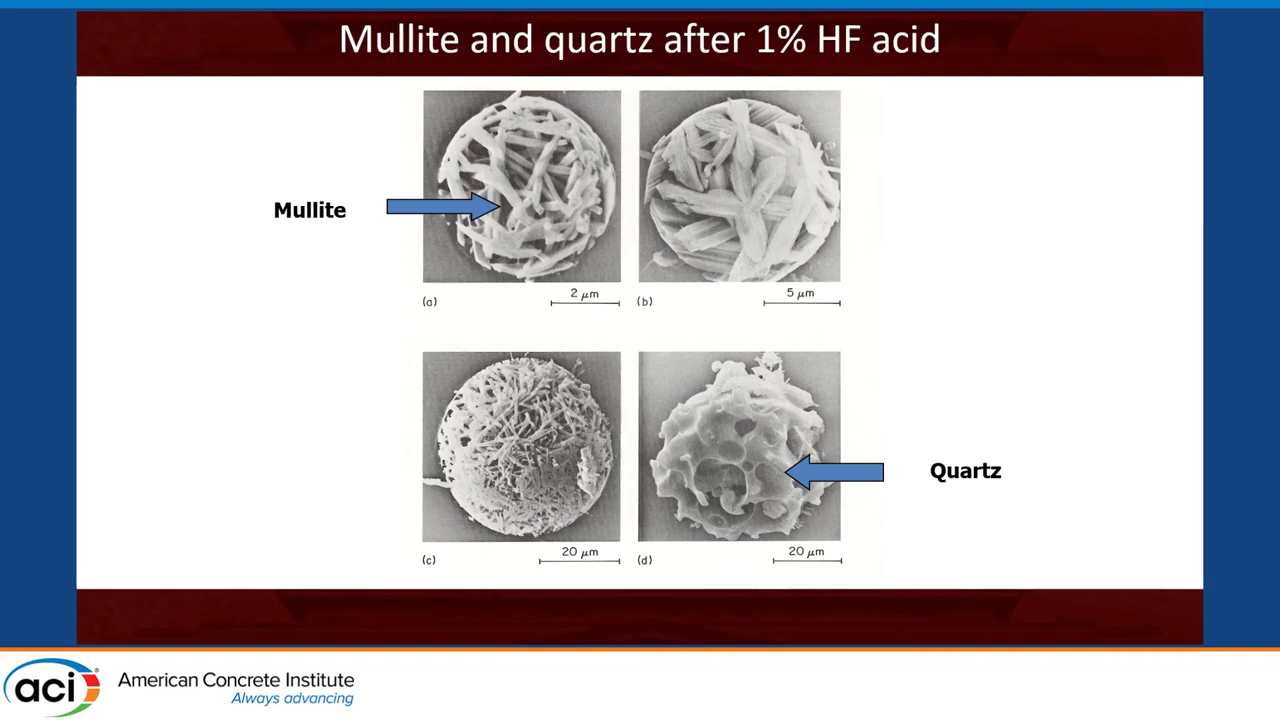 Mullite and quartz after 1% HF acid
Mullite
(a)
2 μm
(b)
5 μm
Quartz
(c)
20 μm
(d)
20 μm
aci®
American Concrete Institute
Always advancing